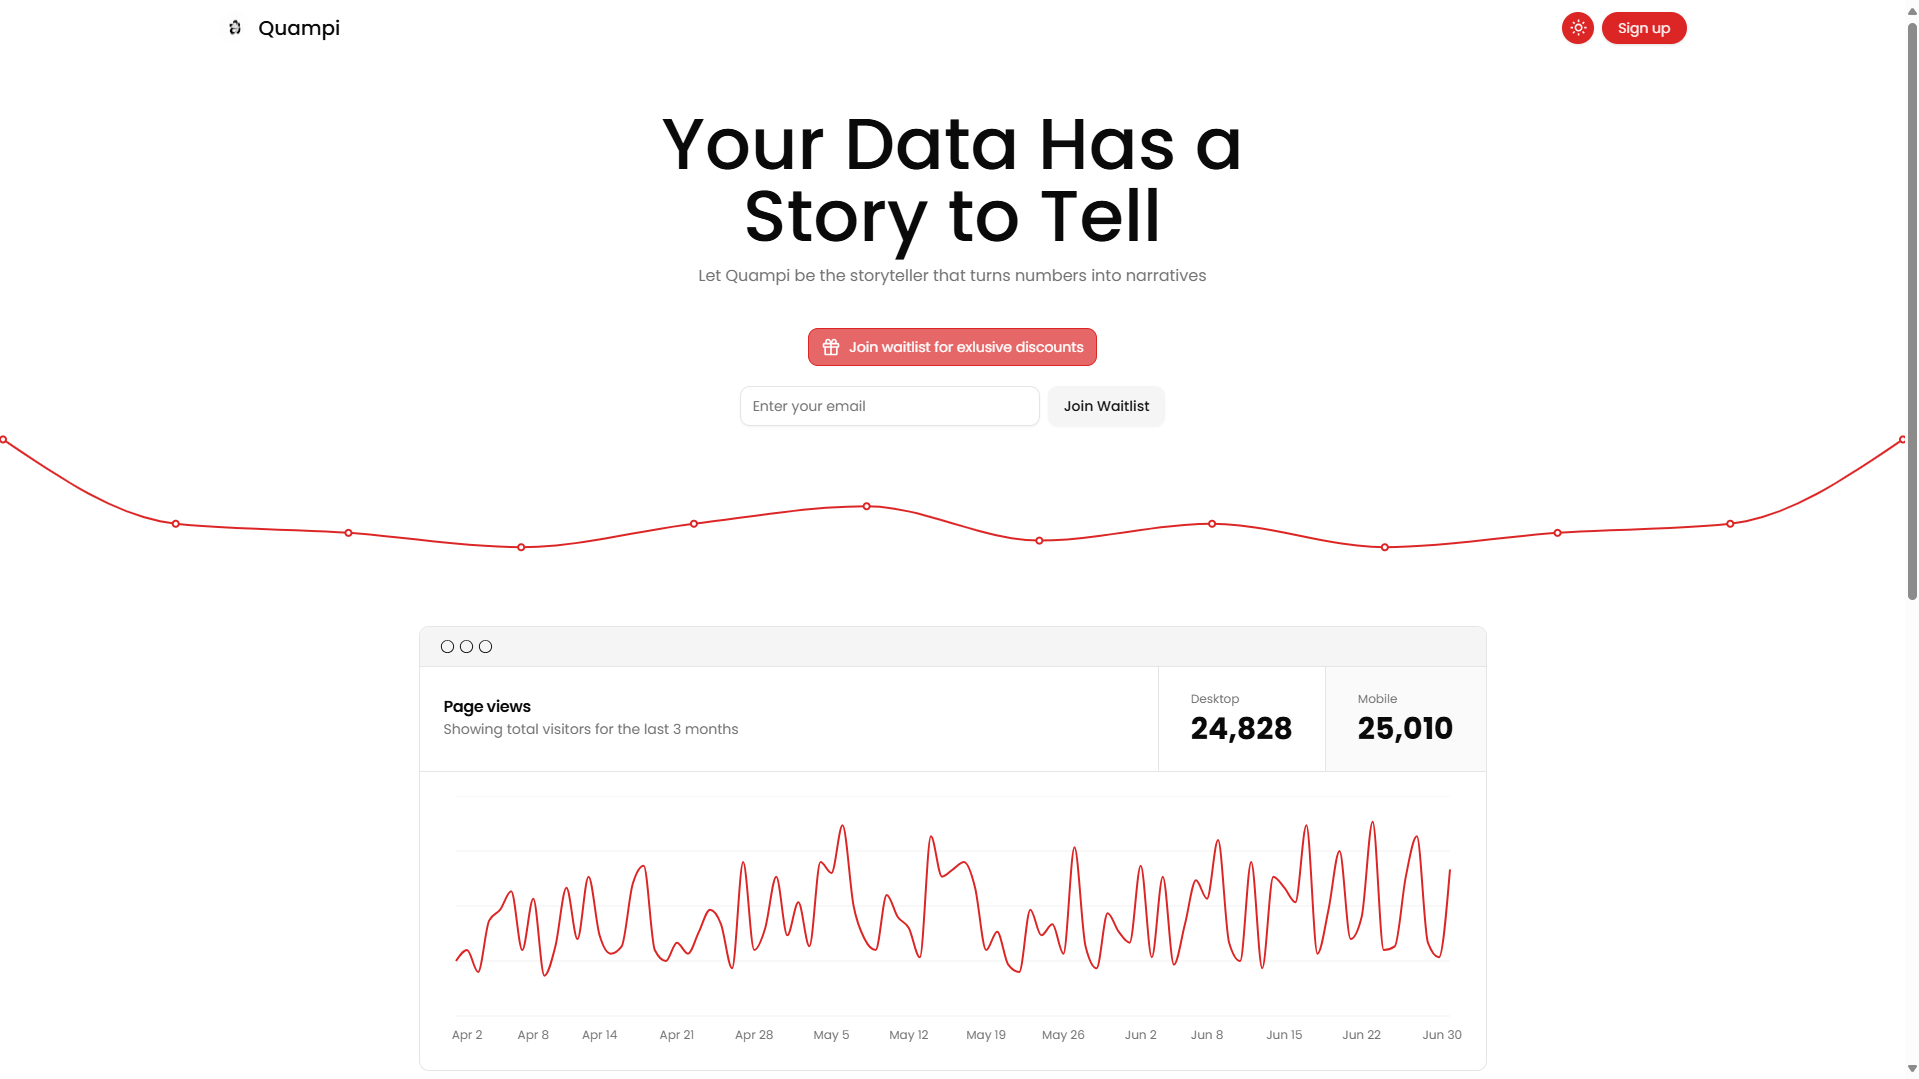 Quampi
Sign up
Your Data Has a
Story to Tell
Let Quampi be the storyteller that turns numbers into narratives
Join waitlist for exlusive discounts
Enter your email
Join Waitlist
Page views
Showing total visitors for the last 3 months
Desktop
24,828
Mobile
25,010
Apr 2 Apr 8 Apr 14 Apr 21 Apr 28 May 5 May 12 May 19 May 26 Jun 2 Jun 8 Jun 15 Jun 22 Jun 30